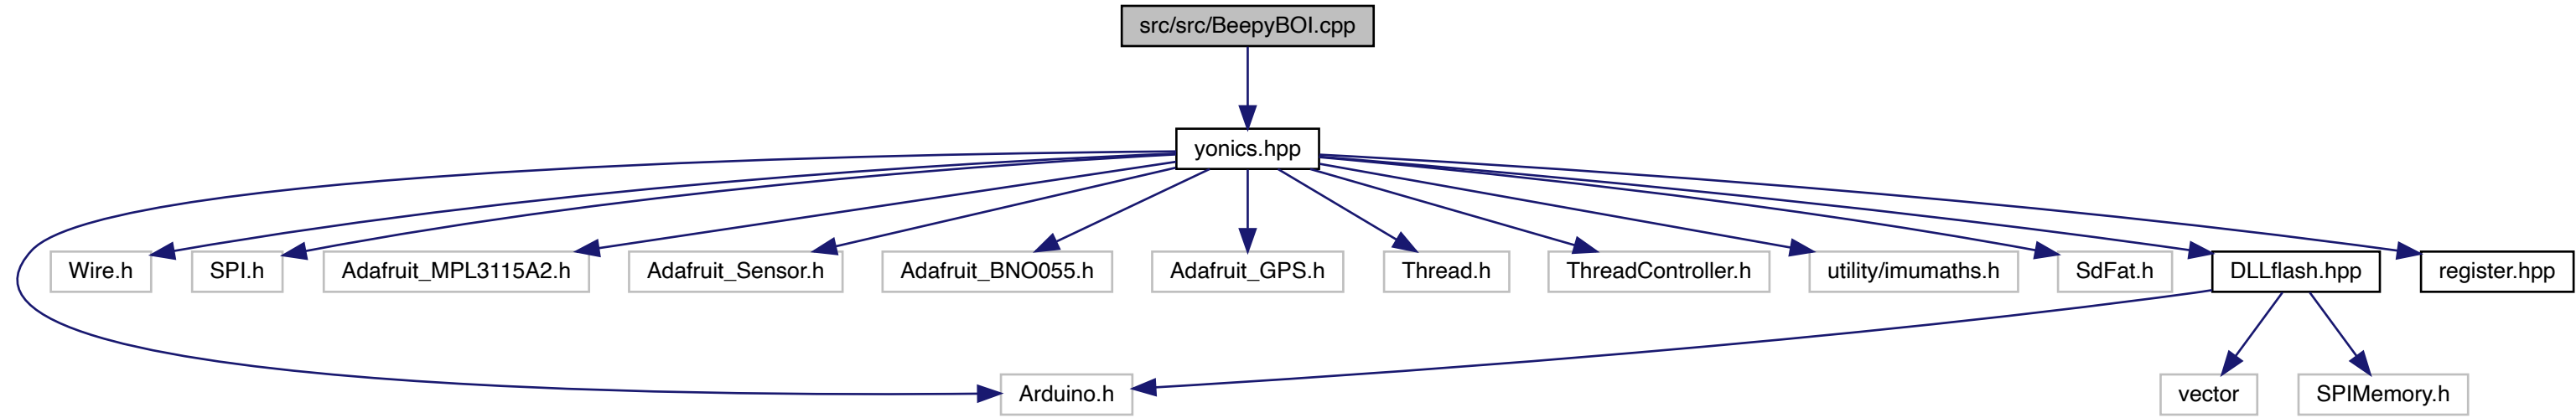 src/src/BeepyBOI.cpp
yonics.hpp
Wire.h
SPI.h
Adafruit_MPL3115A2.h
Adafruit_Sensor.h
Adafruit_BNO055.h
Adafruit_GPS.h
Thread.h
ThreadController.h
utility/imumaths.h
SdFat.h
DLLflash.hpp
register.hpp
Arduino.h
vector
SPIMemory.h